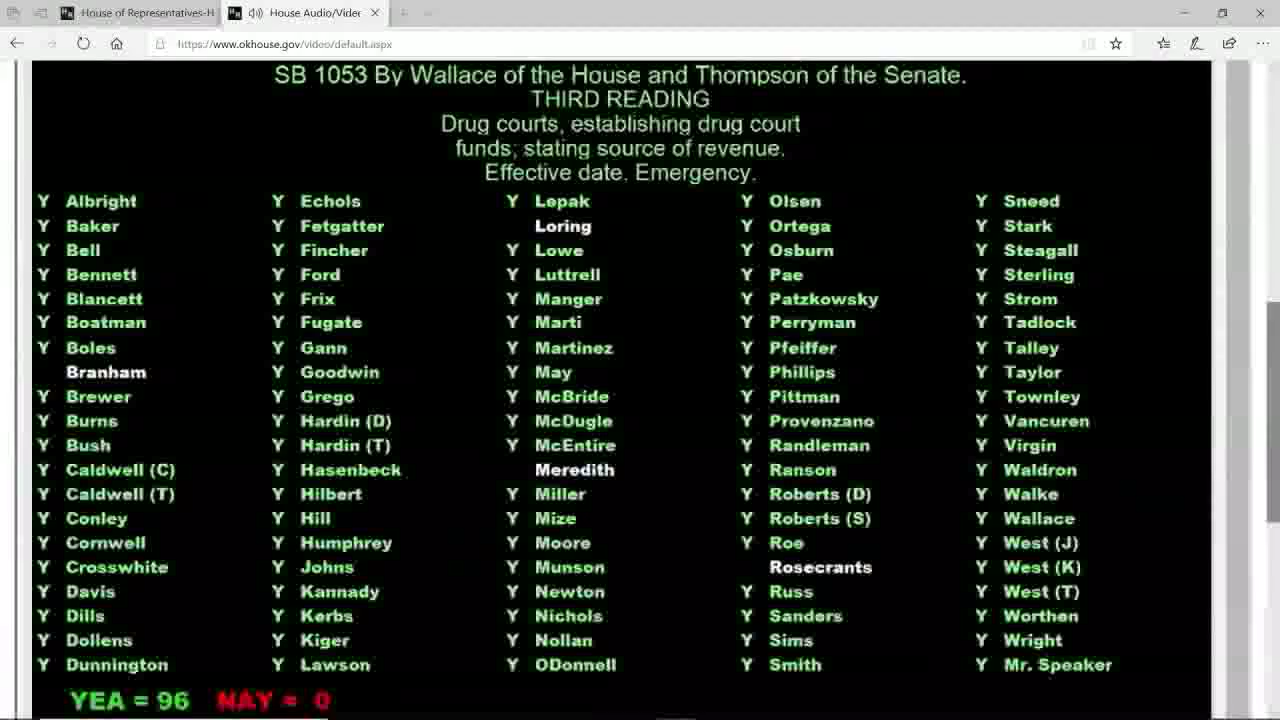 House of Representatives-H
House Audio/Video
https://www.okhouse.gov/video/default.aspx
SB 1053 By Wallace of the House and Thompson of the Senate.
THIRD READING
Drug courts, establishing drug court
funds; stating source of revenue.
Effective date. Emergency.
Y Albright Y Echols Y Lepak Y Olsen Y Sneed
Y Baker Y Fetgatter Loring Y Ortega Y Stark
Y Bell Y Fincher Y Lowe Y Osburn Y Steagall
Y Bennett Y Ford Y Luttrell Y Pae Y Sterling
Y Blancett Y Frix Y Manger Y Patzkowsky Y Strom
Y Boatman Y Fugate Y Marti Y Perryman Y Tadlock
Y Boles Y Gann Y Martinez Y Pfeiffer Y Talley
Branham Y Goodwin Y May Y Phillips Y Taylor
Y Brewer Y Grego Y McBride Y Pittman Y Townley
Y Burns Y Hardin (D) Y McDugle Y Provenzano Y Vancuren
Y Bush Y Hardin (T) Y McEntire Y Randleman Y Virgin
Y Caldwell (C) Y Hasenbeck Meredith Y Ranson Y Waldron
Y Caldwell (T) Y Hilbert Y Miller Y Roberts (D) Y Walke
Y Conley Y Hill Y Mize Y Roberts (S) Y Wallace
Y Cornwell Y Humphrey Y Moore Y Roe Y West (J)
Y Crosswhite Y Johns Y Munson Rosecrants Y West (K)
Y Davis Y Kannady Y Newton Y Russ Y West (T)
Y Dills Y Kerbs Y Nichols Y Sanders Y Worthen
Y Dollens Y Kiger Y Nollan Y Sims Y Wright
Y Dunnington Y Lawson Y ODonnell Y Smith Y Mr. Speaker
YEA = 96 NAY = 0